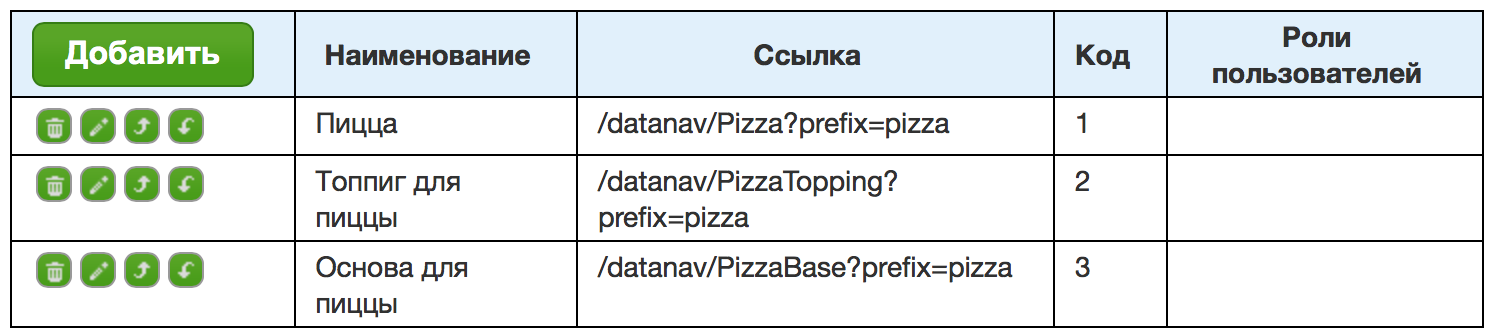 Добавить
Наименование
Ссылка
Код
Роли
пользователей
Пицца
/datanav/Pizza?prefix=pizza
1
Топпиг для
пиццы
/datanav/PizzaTopping?
prefix=pizza
2
Основа для
пиццы
/datanav/PizzaBase?prefix=pizza
3